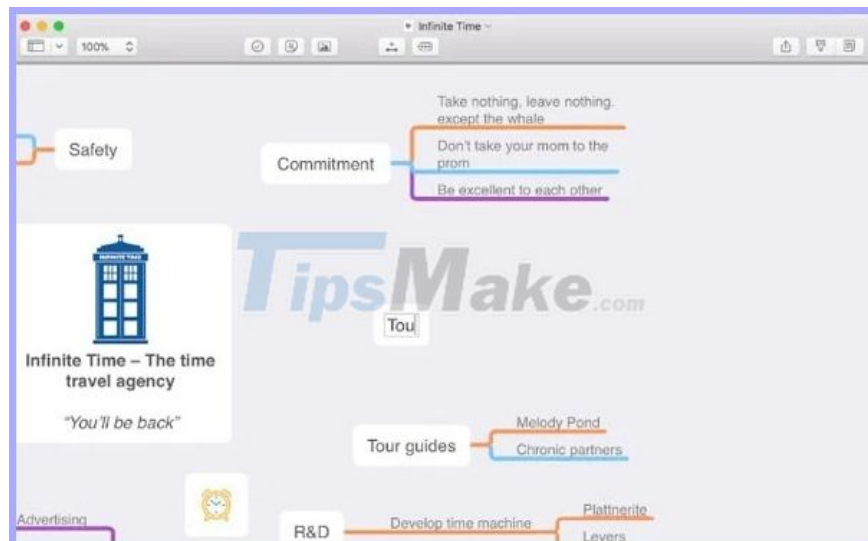 Infinite Time
100%
Take nothing, leave nothing.
except the whale
Safety
Don't take your mom to the
prom
Commitment
Be excellent to each other
INFINITE TIME
TipsMake.com
Tou
Infinite Time – The time
travel agency
"You'll be back"
Melody Pond
Tour guides
Chronic partners
Plattnerite
Advertising
Develop time machine
R&D
Levers